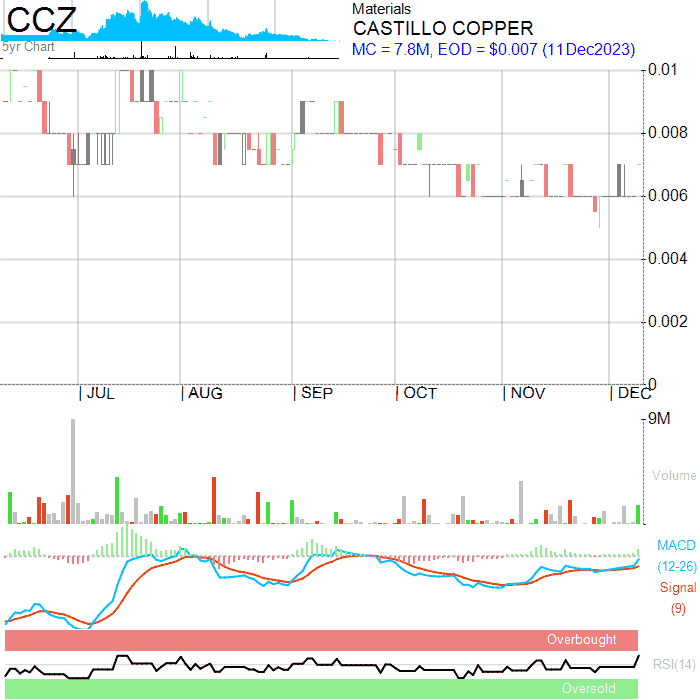 CCZ
5yr Chart
Materials
CASTILLO COPPER
MC = 7.8M, EOD = $0.007 (11Dec2023)
0.01
0.008
0.006
0.004
0.002
0
JUL AUG SEP OCT NOV DEC
9M
Volume
MACD
(12-26)
Signal
(9)
Overbought
RSI(14)
Oversold